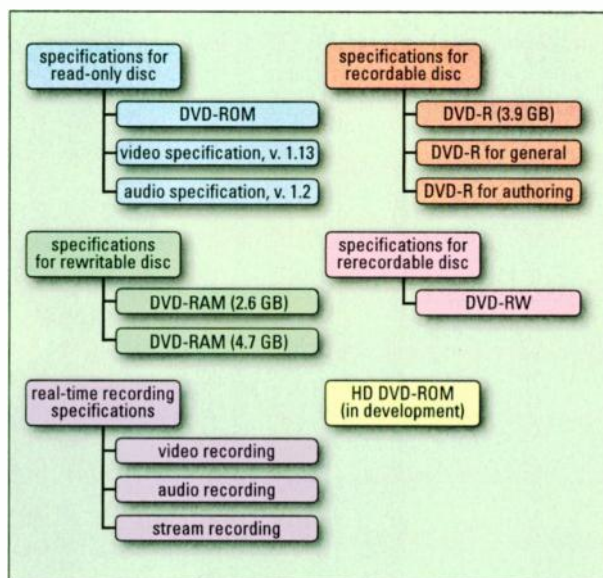 specifications for
read-only disc
DVD-ROM
video specification, v. 1.13
audio specification, v. 1.2
specifications for
recordable disc
DVD-R (3.9 GB)
DVD-R for general
DVD-R for authoring
specifications
for rewritable disc
DVD-RAM (2.6 GB)
DVD-RAM (4.7 GB)
specifications for
rerecordable disc
DVD-RW
real-time recording
specifications
video recording
audio recording
stream recording
HD DVD-ROM
(in development)